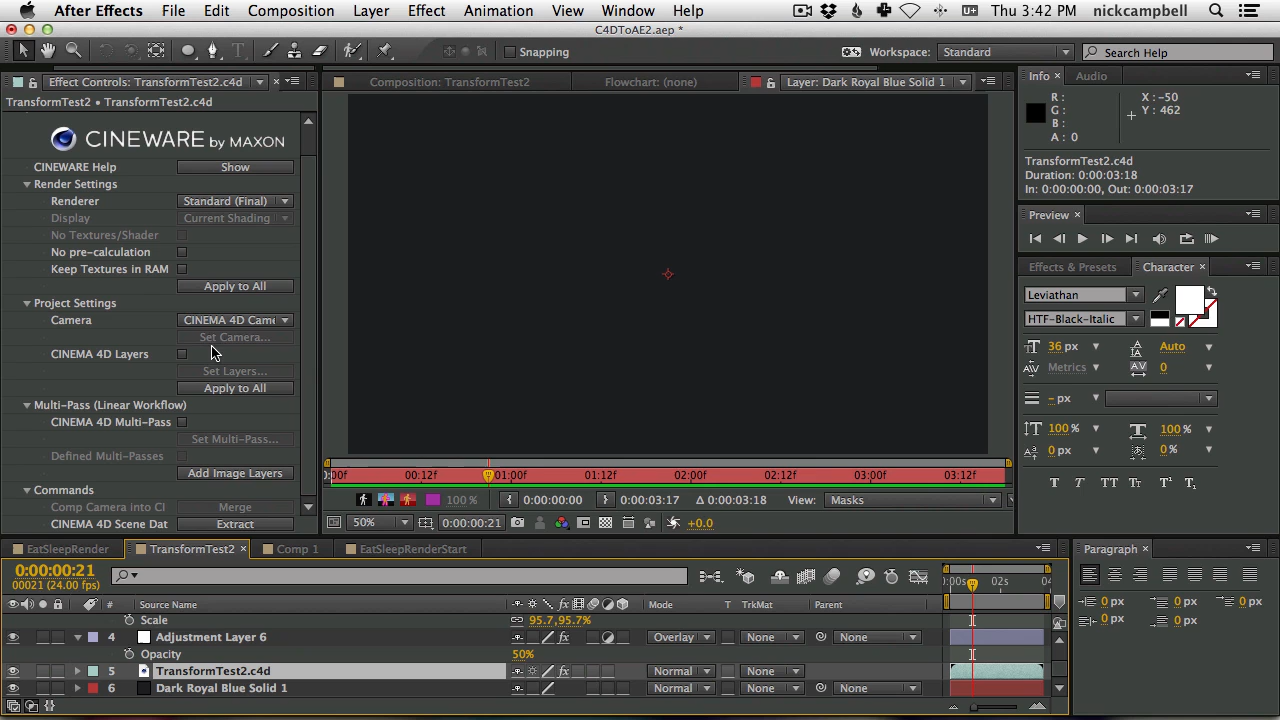 After Effects File Edit Composition Layer Effect Animation View Window Help Thu 3:42 PM nickcampbell
C4DToAE2.aep *
Snapping Standard Search Help
Effect Controls: TransformTest2.c4d
TransformTest2 • TransformTest2.c4d
CINEWARE by MAXON
CINEWARE Help Show
Render Settings
Renderer Standard (Final)
Display Current Shading
No Textures/Shader
No pre-calculation
Keep Textures in RAM
Apply to All
Project Settings
Camera CINEMA 4D Came
Set Camera...
CINEMA 4D Layers
Set Layers...
Apply to All
Multi-Pass (Linear Workflow)
CINEMA 4D Multi-Pass
Set Multi-Pass...
Defined Multi-Passes
Add Image Layers
Commands
Comp Camera into CI Merge
CINEMA 4D Scene Dat Extract
Composition: TransformTest2 Flowchart: (none) Layer: Dark Royal Blue Solid 1
:00f 00:12f 01:00f 01:12f 02:00f 02:12f 03:00f 03:12f
100 % 0:00:00:00 0:00:03:17 Δ 0:00:03:18 View: Masks
50% 0:00:00:21 +0.0
Info Audio
R: X: -50
G: Y: 462
B:
A: 0
TransformTest2.c4d
Duration: 0:00:03:18
In: 0:00:00:00, Out: 0:00:03:17
Preview
Effects & Presets Character
Leviathan
HTF-Black-Italic
36 px Auto
Metrics 0
- px
100 % 100 %
0 px 0 %
T T TT Tr T¹ T₁
EatSleepRender TransformTest2 Comp 1 EatSleepRenderStart
0:00:00:21
00021 (24.00 fps)
:00s 02s 04
# Source Name Mode T TrkMat Parent
Scale 95.7,95.7%
4 Adjustment Layer 6 Overlay None None
Opacity 50%
5 TransformTest2.c4d Normal None None
6 Dark Royal Blue Solid 1 Normal None None
Paragraph
0 px 0 px 0 px
0 px 0 px